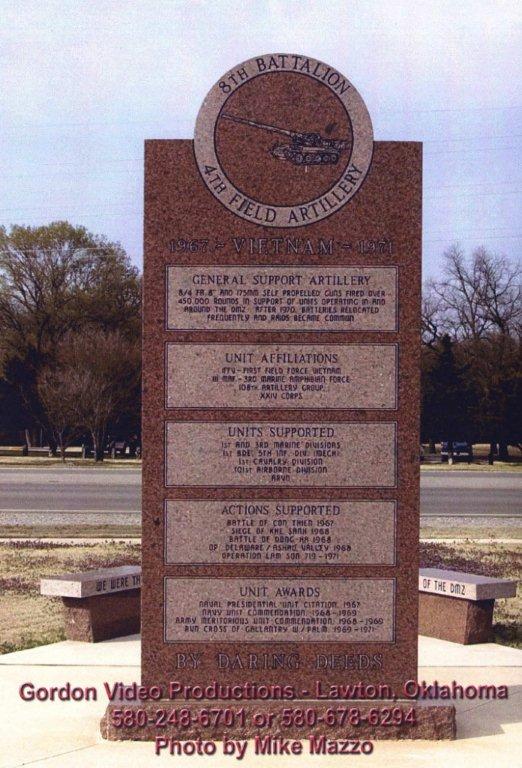 8TH BATTALION
4TH FIELD ARTILLERY
1967 - VIETNAM - 1971
GENERAL SUPPORT ARTILLERY
8/4 FA 8" AND 175MM SELF PROPELLED GUNS FIRED OVER
450,000 ROUNDS IN SUPPORT OF UNITS OPERATING IN AND
AROUND THE DMZ. AFTER 1970, BATTERIES RELOCATED
FREQUENTLY AND RAIDS BECAME COMMON
UNIT AFFILIATIONS
IFFV - FIRST FIELD FORCE VIETNAM
III MAF - 3RD MARINE AMPHIBIAN FORCE
108TH ARTILLERY GROUP
XXIV CORPS
UNITS SUPPORTED
1ST AND 3RD MARINE DIVISIONS
1ST BDE, 5TH INF. DIV. (MECH)
1ST CAVALRY DIVISION
101ST AIRBORNE DIVISION
ARVN
ACTIONS SUPPORTED
BATTLE OF CON THIEN 1967
SIEGE OF KHE SANH 1968
BATTLE OF DONG HA 1968
OP. DELAWARE/ASHAU VALLEY 1968
OPERATION LAM SON 719 - 1971
UNIT AWARDS
NAVAL PRESIDENTIAL UNIT CITATION, 1967
NAVY UNIT COMMENDATION, 1968-1969
ARMY MERITORIOUS UNIT COMMENDATION, 1968-1969
RVN CROSS OF GALLANTRY W/PALM, 1969-1971
WE WERE TH
OF THE DMZ
BY DARING DEEDS
Gordon Video Productions - Lawton, Oklahoma
580-248-6701 or 580-678-6294
Photo by Mike Mazzo